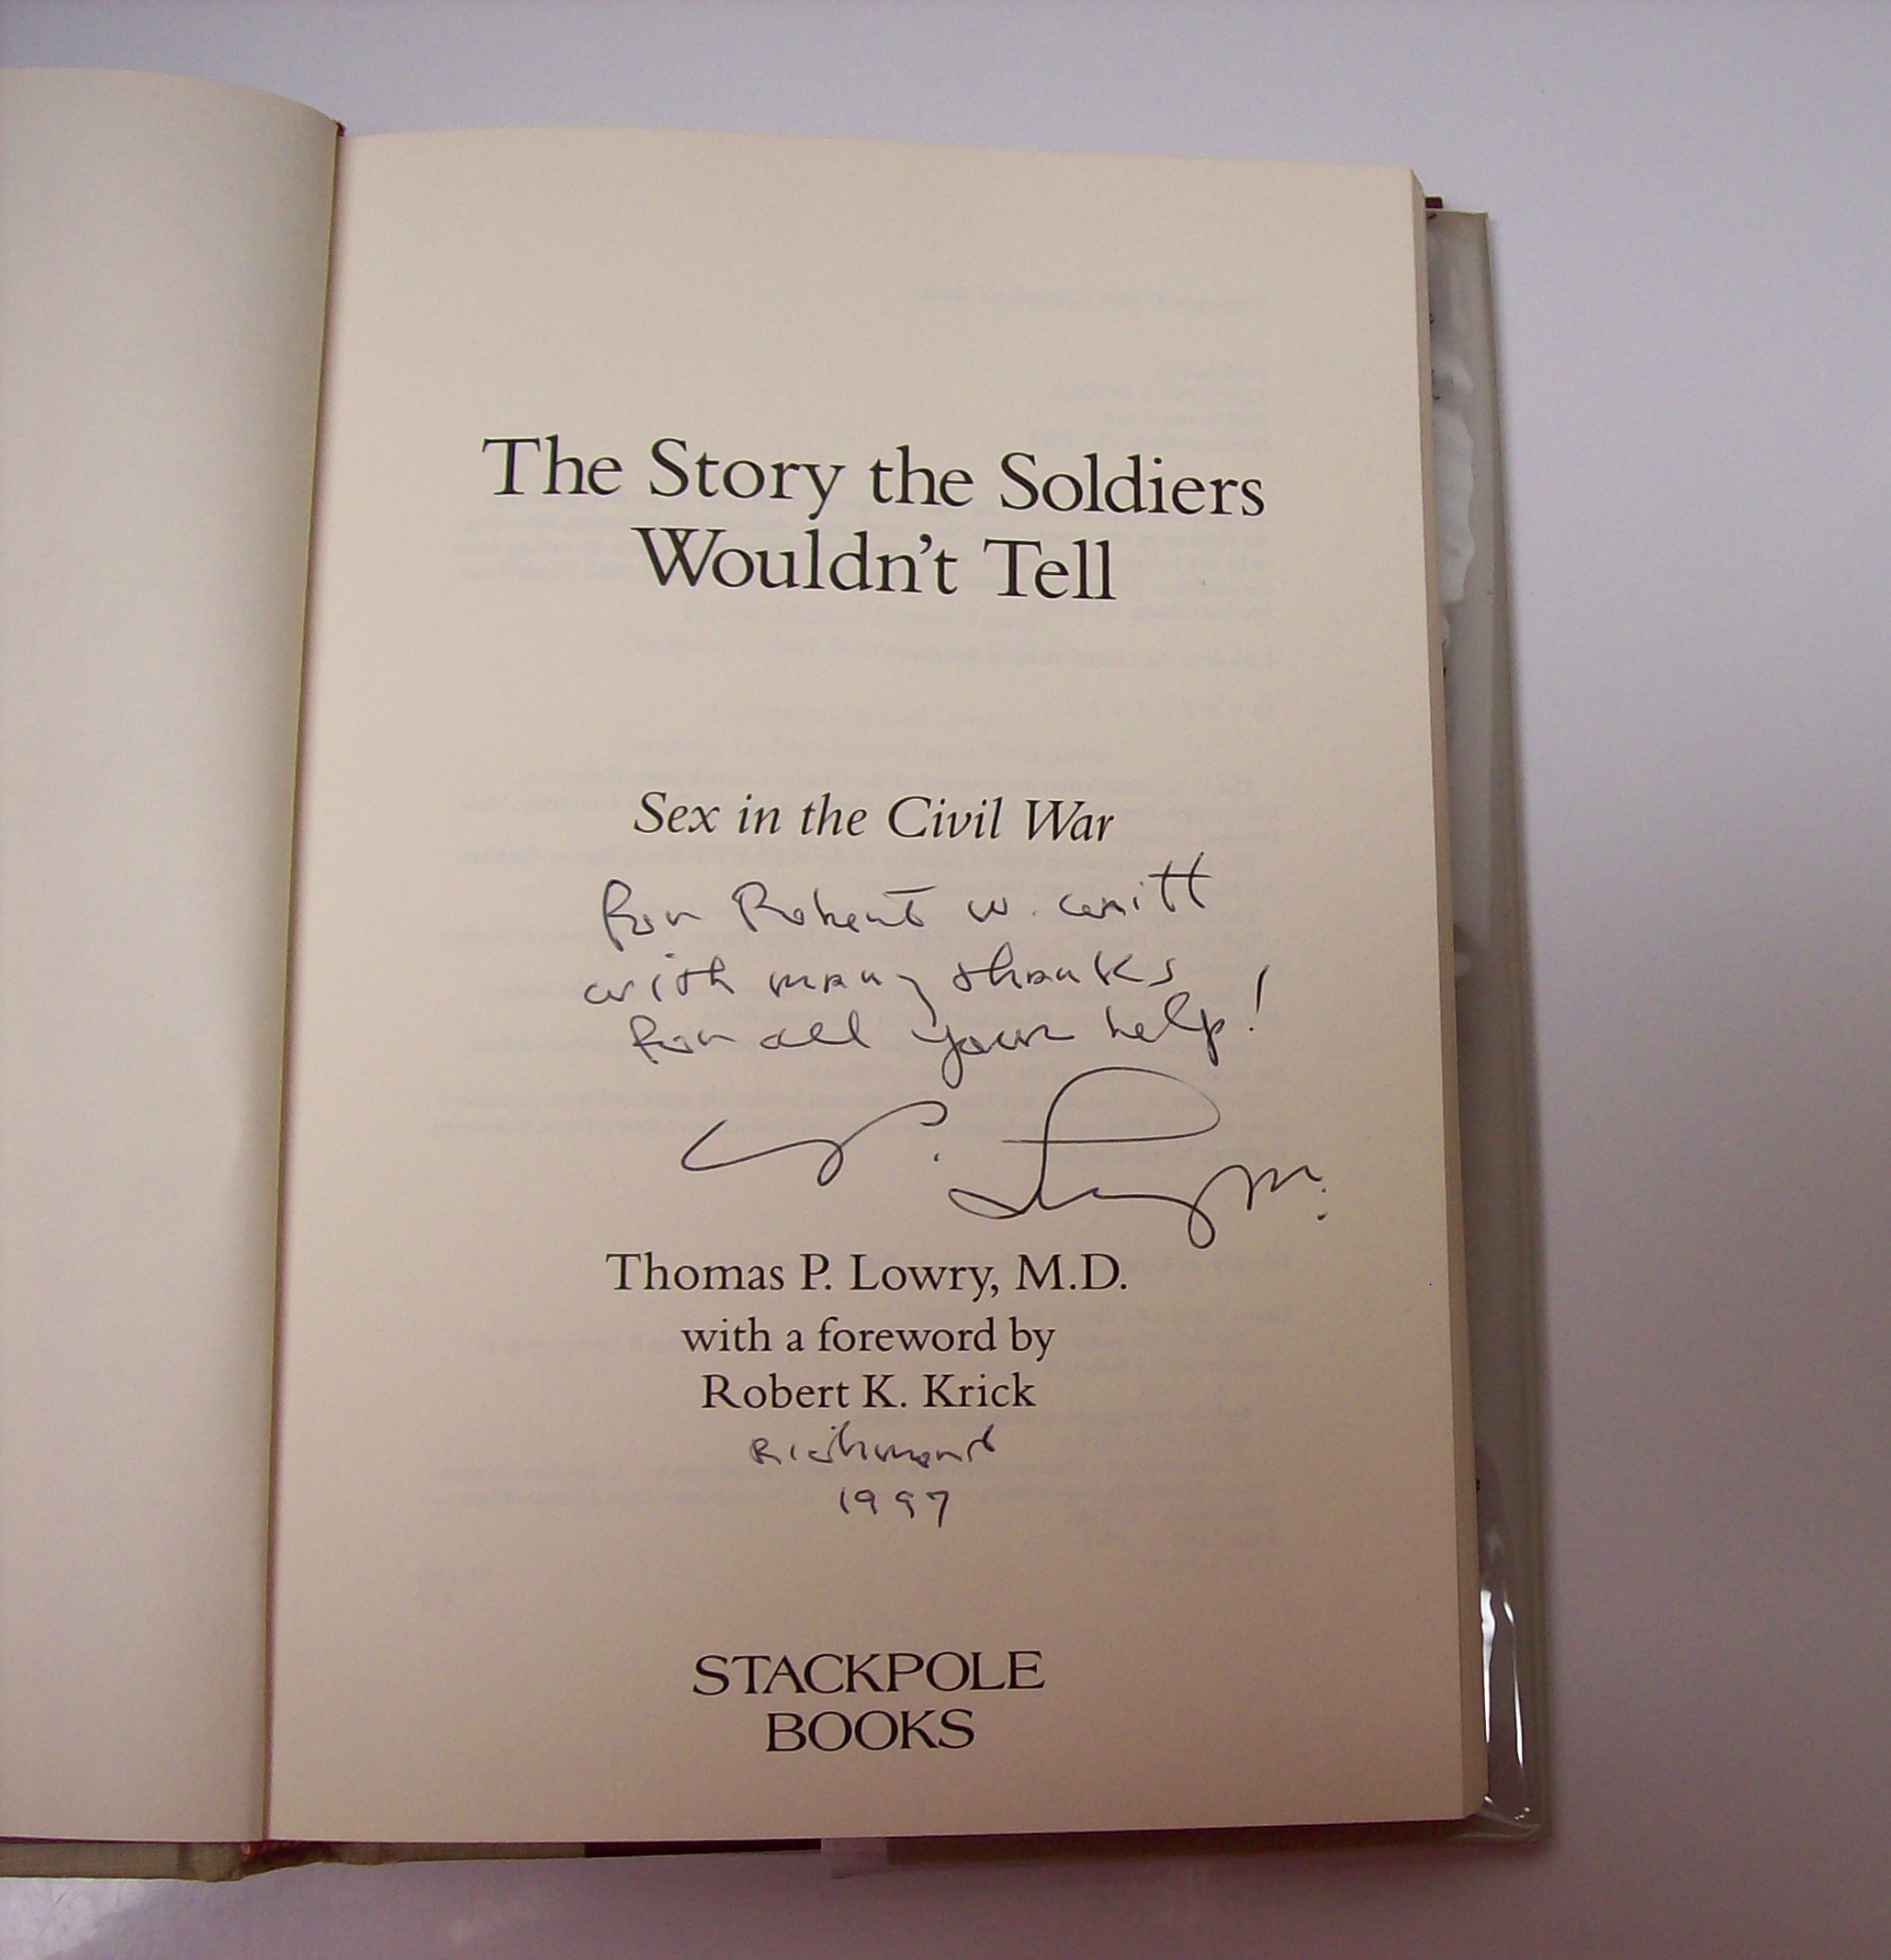 The Story the Soldiers
Wouldn't Tell
Sex in the Civil War
for Robert W. Waitt
with many thanks
for all your help!
Thomas P. Lowry, M.D.
with a foreword by
Robert K. Krick
Richmond
1997
STACKPOLE
BOOKS